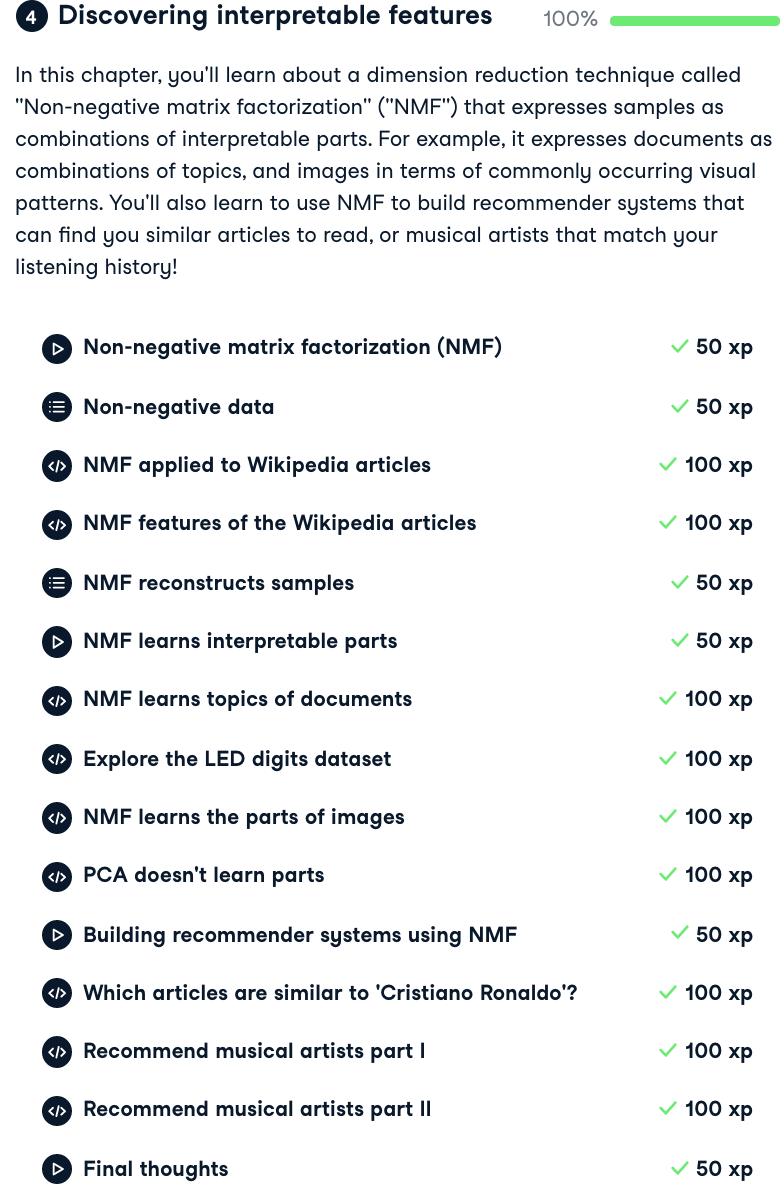 4 Discovering interpretable features 100%
In this chapter, you'll learn about a dimension reduction technique called
"Non-negative matrix factorization" ("NMF") that expresses samples as
combinations of interpretable parts. For example, it expresses documents as
combinations of topics, and images in terms of commonly occurring visual
patterns. You'll also learn to use NMF to build recommender systems that
can find you similar articles to read, or musical artists that match your
listening history!
Non-negative matrix factorization (NMF) 50 xp
Non-negative data 50 xp
NMF applied to Wikipedia articles 100 xp
NMF features of the Wikipedia articles 100 xp
NMF reconstructs samples 50 xp
NMF learns interpretable parts 50 xp
NMF learns topics of documents 100 xp
Explore the LED digits dataset 100 xp
NMF learns the parts of images 100 xp
PCA doesn't learn parts 100 xp
Building recommender systems using NMF 50 xp
Which articles are similar to 'Cristiano Ronaldo'? 100 xp
Recommend musical artists part I 100 xp
Recommend musical artists part II 100 xp
Final thoughts 50 xp